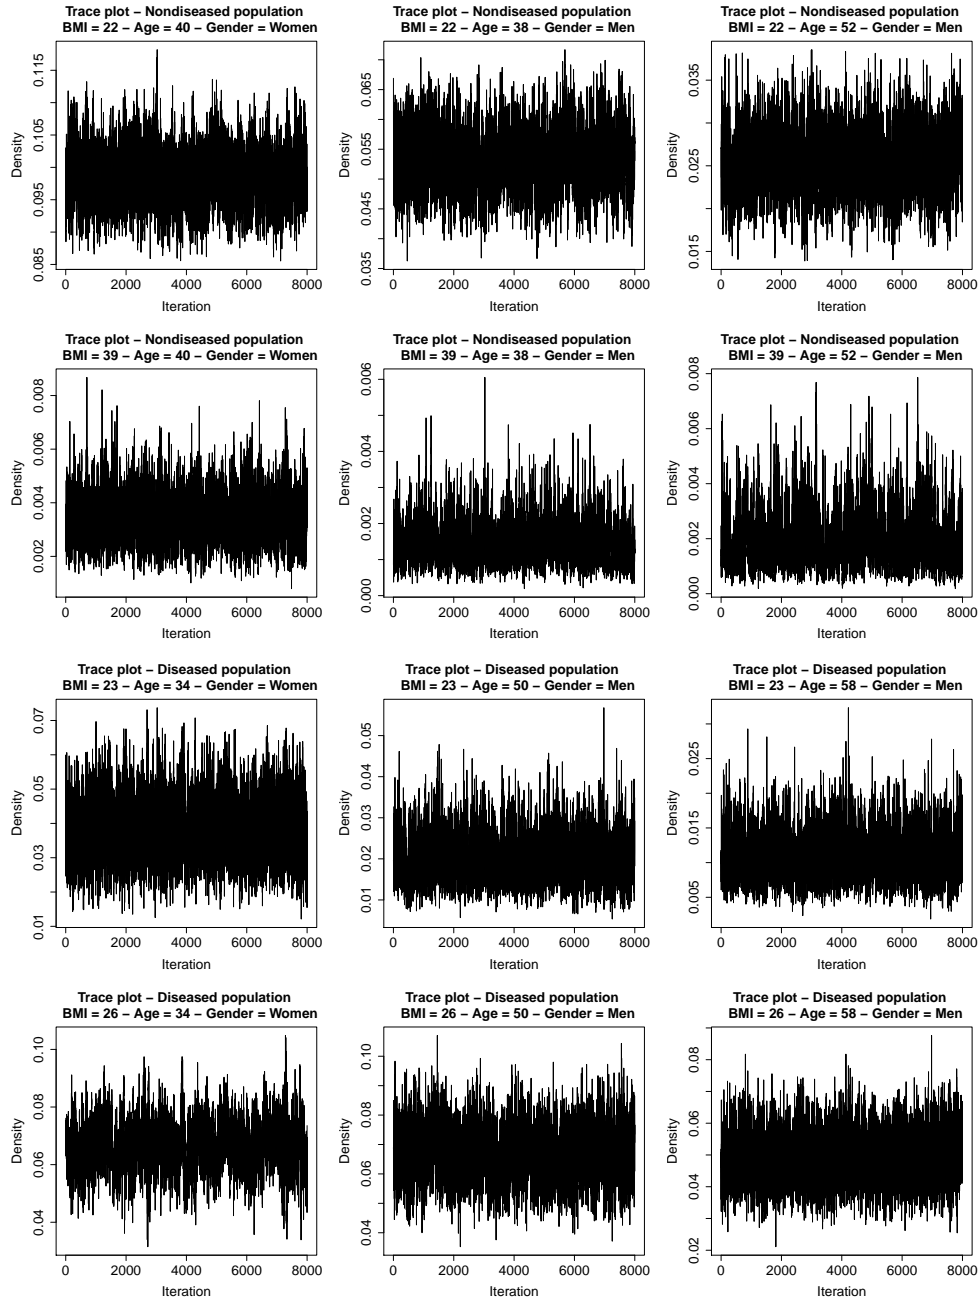 Trace plot – Nondiseased population
BMI = 22 – Age = 40 – Gender = Women
Density
0.085
0.095
0.105
0.115
0
2000
4000
6000
8000
Iteration
Trace plot – Nondiseased population
BMI = 22 – Age = 38 – Gender = Men
Density
0.035
0.045
0.055
0.065
0
2000
4000
6000
8000
Iteration
Trace plot – Nondiseased population
BMI = 22 – Age = 52 – Gender = Men
Density
0.015
0.025
0.035
0
2000
4000
6000
8000
Iteration
Trace plot – Nondiseased population
BMI = 39 – Age = 40 – Gender = Women
Density
0.002
0.004
0.006
0.008
0
2000
4000
6000
8000
Iteration
Trace plot – Nondiseased population
BMI = 39 – Age = 38 – Gender = Men
Density
0.000
0.002
0.004
0.006
0
2000
4000
6000
8000
Iteration
Trace plot – Nondiseased population
BMI = 39 – Age = 52 – Gender = Men
Density
0.000
0.002
0.004
0.006
0.008
0
2000
4000
6000
8000
Iteration
Trace plot – Diseased population
BMI = 23 – Age = 34 – Gender = Women
Density
0.01
0.03
0.05
0.07
0
2000
4000
6000
8000
Iteration
Trace plot – Diseased population
BMI = 23 – Age = 50 – Gender = Men
Density
0.01
0.02
0.03
0.04
0.05
0
2000
4000
6000
8000
Iteration
Trace plot – Diseased population
BMI = 23 – Age = 58 – Gender = Men
Density
0.005
0.015
0.025
0
2000
4000
6000
8000
Iteration
Trace plot – Diseased population
BMI = 26 – Age = 34 – Gender = Women
Density
0.04
0.06
0.08
0.10
0
2000
4000
6000
8000
Iteration
Trace plot – Diseased population
BMI = 26 – Age = 50 – Gender = Men
Density
0.04
0.06
0.08
0.10
0
2000
4000
6000
8000
Iteration
Trace plot – Diseased population
BMI = 26 – Age = 58 – Gender = Men
Density
0.02
0.04
0.06
0.08
0
2000
4000
6000
8000
Iteration